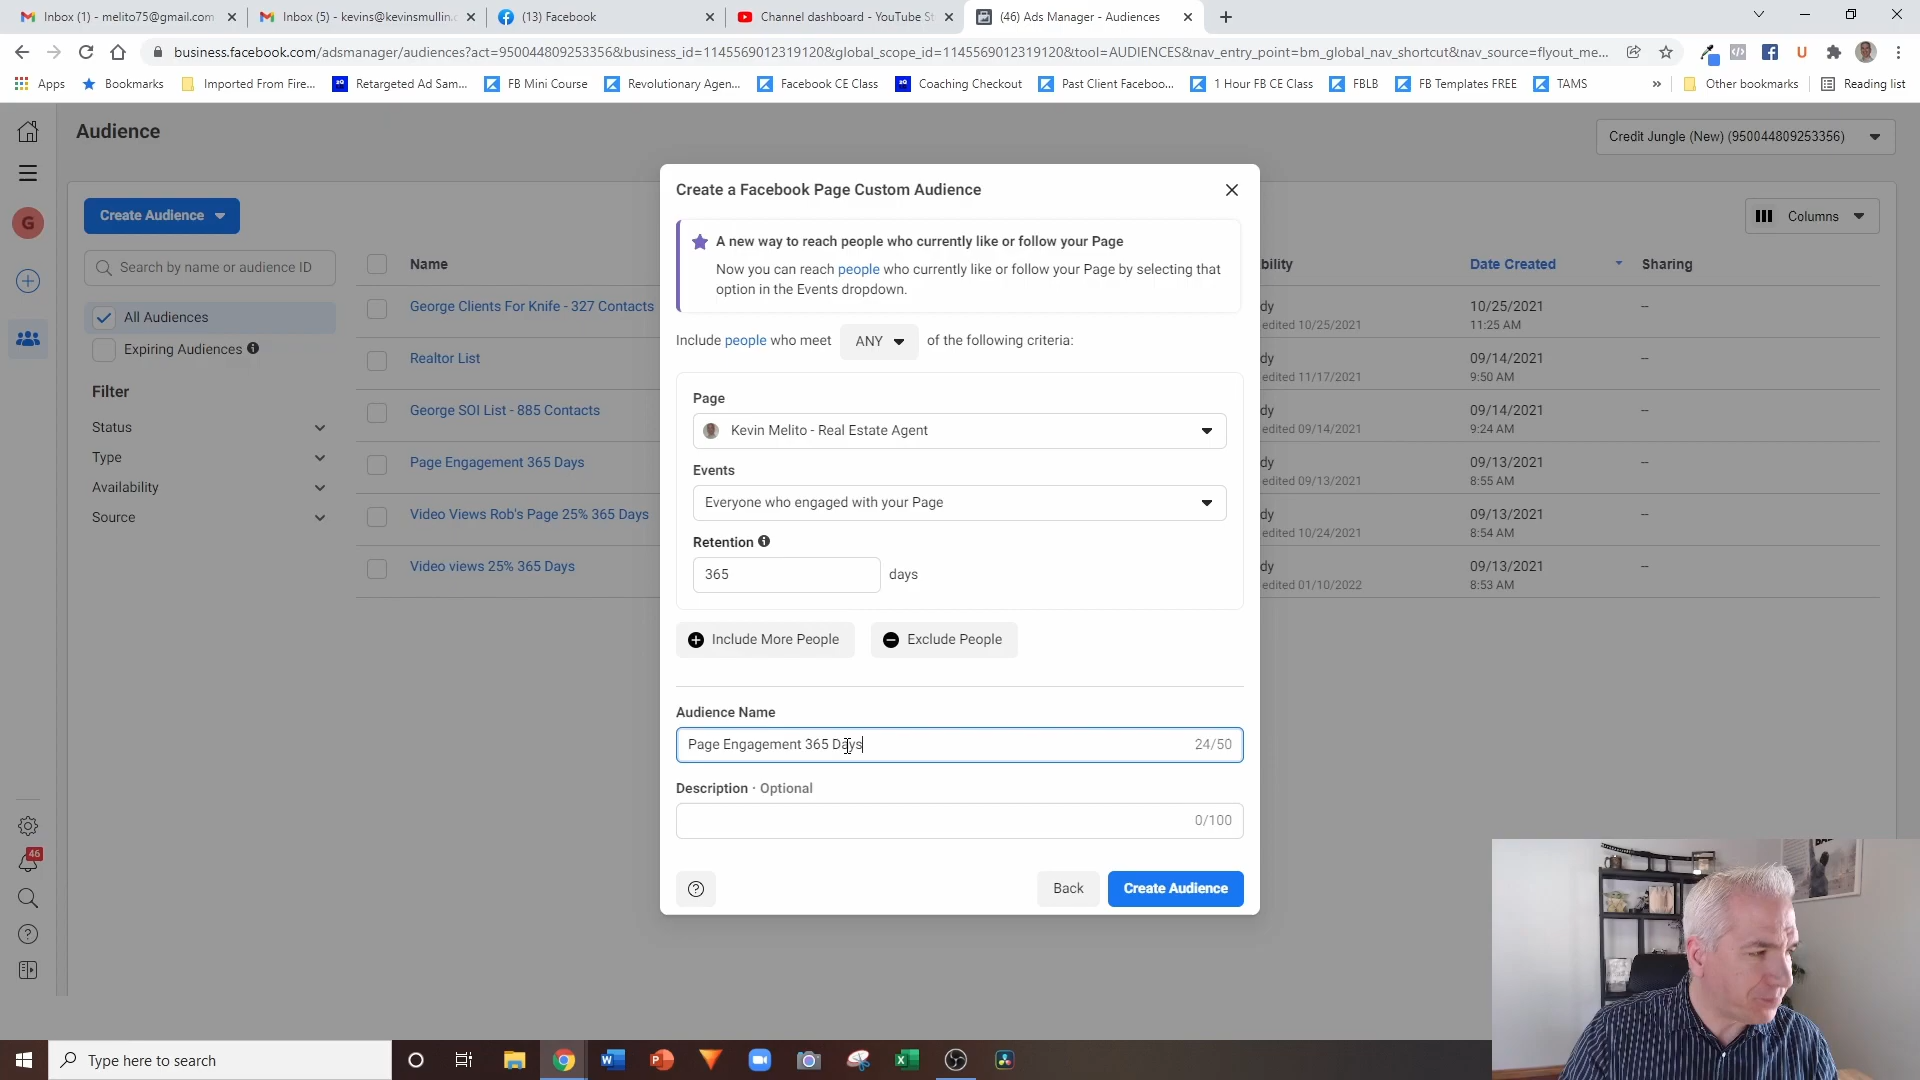 Inbox (1) - melito75@gmail.com
Inbox (5) - kevins@kevinsmullin.c
(13) Facebook
Channel dashboard - YouTube St
(46) Ads Manager - Audiences
business.facebook.com/adsmanager/audiences?act=950044809253356&business_id=1145569012319120&global_scope_id=1145569012319120&tool=AUDIENCES&nav_entry_point=bm_global_nav_shortcut&nav_source=flyout_me...
Apps
Bookmarks
Imported From Fire...
Retargeted Ad Sam...
FB Mini Course
Revolutionary Agen...
Facebook CE Class
Coaching Checkout
Past Client Faceboo...
1 Hour FB CE Class
FBLB
FB Templates FREE
TAMS
»
Other bookmarks
Reading list
Audience
Credit Jungle (New) (950044809253356)
G
46
Create Audience
Search by name or audience ID
All Audiences
Expiring Audiences
Filter
Status
Type
Availability
Source
Columns
Name
bility
Date Created
Sharing
George Clients For Knife - 327 Contacts
dy
edited 10/25/2021
10/25/2021
11:25 AM
--
Realtor List
dy
edited 11/17/2021
09/14/2021
9:50 AM
--
George SOI List - 885 Contacts
dy
edited 09/14/2021
09/14/2021
9:24 AM
--
Page Engagement 365 Days
dy
edited 09/13/2021
09/13/2021
8:55 AM
--
Video Views Rob's Page 25% 365 Days
dy
edited 10/24/2021
09/13/2021
8:54 AM
--
Video views 25% 365 Days
dy
edited 01/10/2022
09/13/2021
8:53 AM
--
Create a Facebook Page Custom Audience
A new way to reach people who currently like or follow your Page
Now you can reach people who currently like or follow your Page by selecting that
option in the Events dropdown.
Include people who meet ANY of the following criteria:
Page
Kevin Melito - Real Estate Agent
Events
Everyone who engaged with your Page
Retention
365 days
Include More People
Exclude People
Audience Name
Page Engagement 365 Days 24/50
Description · Optional
0/100
Back
Create Audience
Type here to search